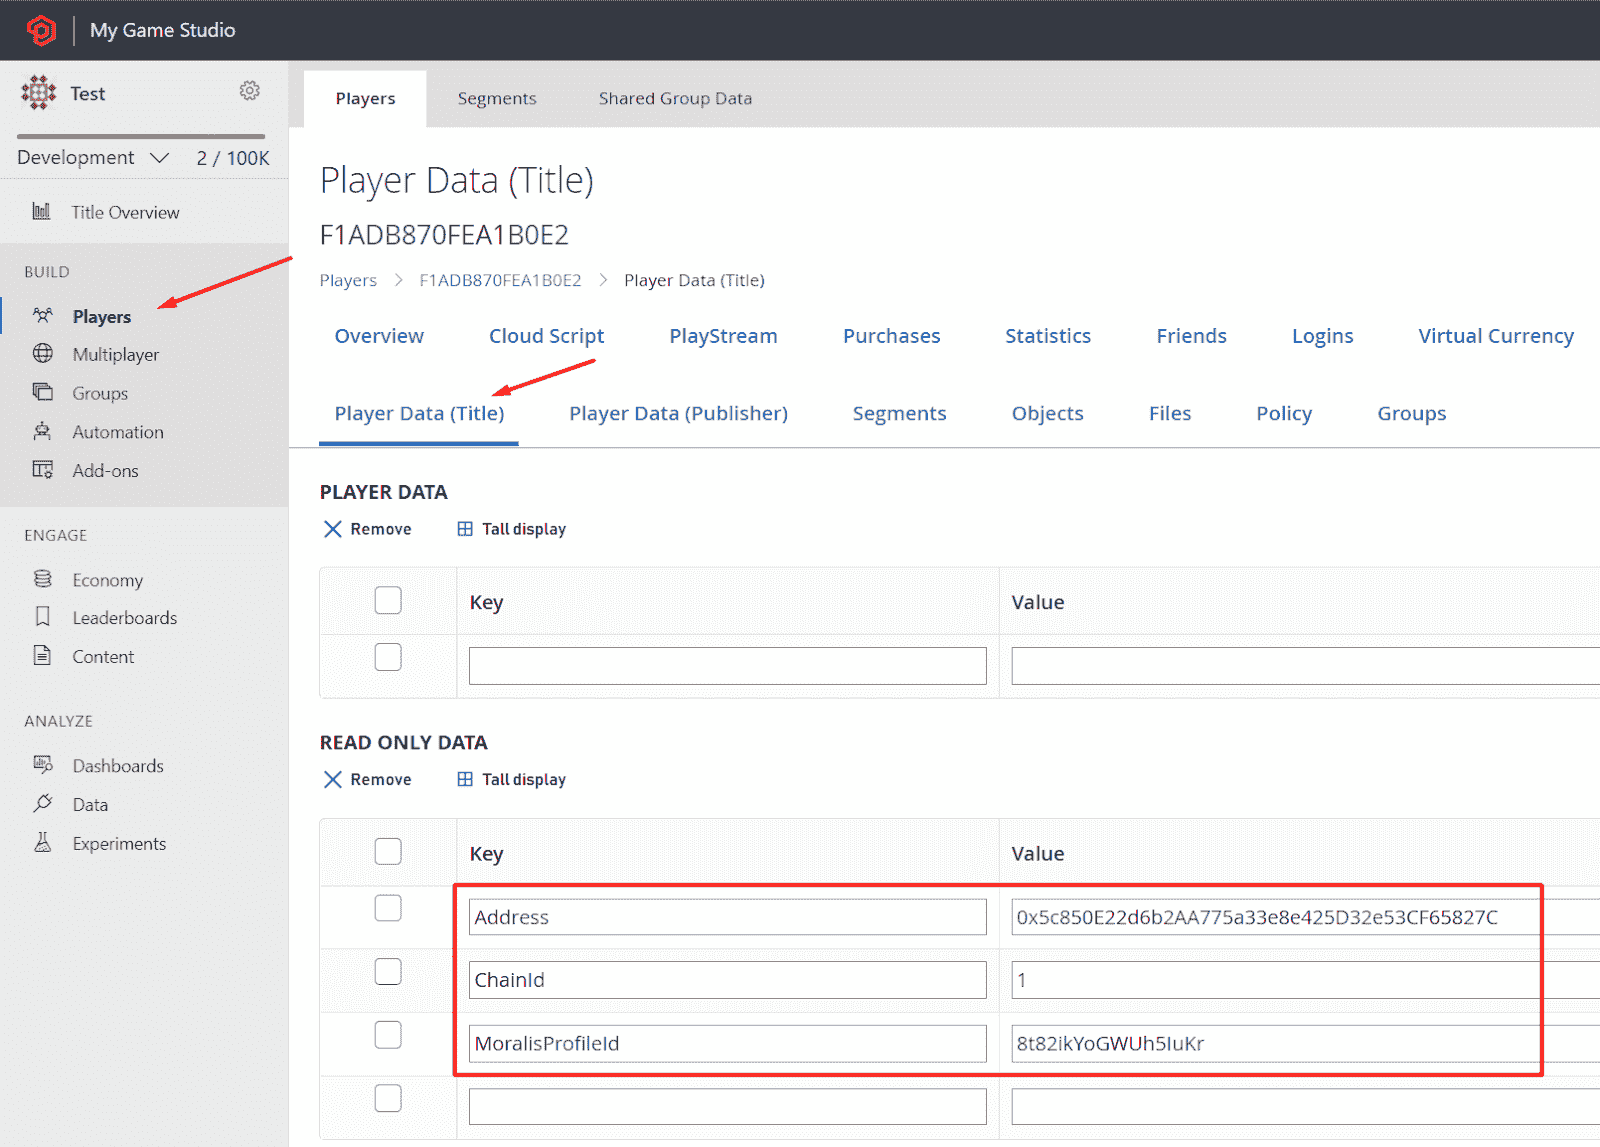 My Game Studio
Test
Development 2 / 100K
Title Overview
BUILD
Players
Multiplayer
Groups
Automation
Add-ons
ENGAGE
Economy
Leaderboards
Content
ANALYZE
Dashboards
Data
Experiments
Players Segments Shared Group Data
Player Data (Title)
F1ADB870FEA1B0E2
Players > F1ADB870FEA1B0E2 > Player Data (Title)
Overview Cloud Script PlayStream Purchases Statistics Friends Logins Virtual Currency
Player Data (Title) Player Data (Publisher) Segments Objects Files Policy Groups
PLAYER DATA
Remove Tall display
Key Value
READ ONLY DATA
Remove Tall display
Key Value
Address 0x5c850E22d6b2AA775a33e8e425D32e53CF65827C
ChainId 1
MoralisProfileId 8t82ikYoGWUh5IuKr